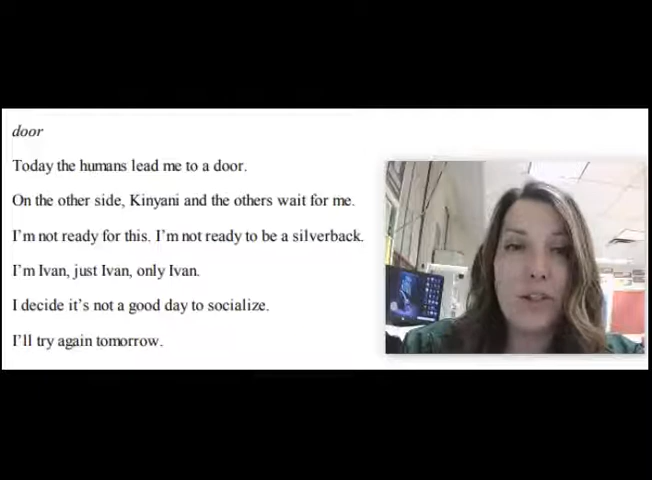 door
Today the humans lead me to a door.
On the other side, Kinyani and the others wait for me.
I'm not ready for this. I'm not ready to be a silverback.
I'm Ivan, just Ivan, only Ivan.
I decide it's not a good day to socialize.
I'll try again tomorrow.